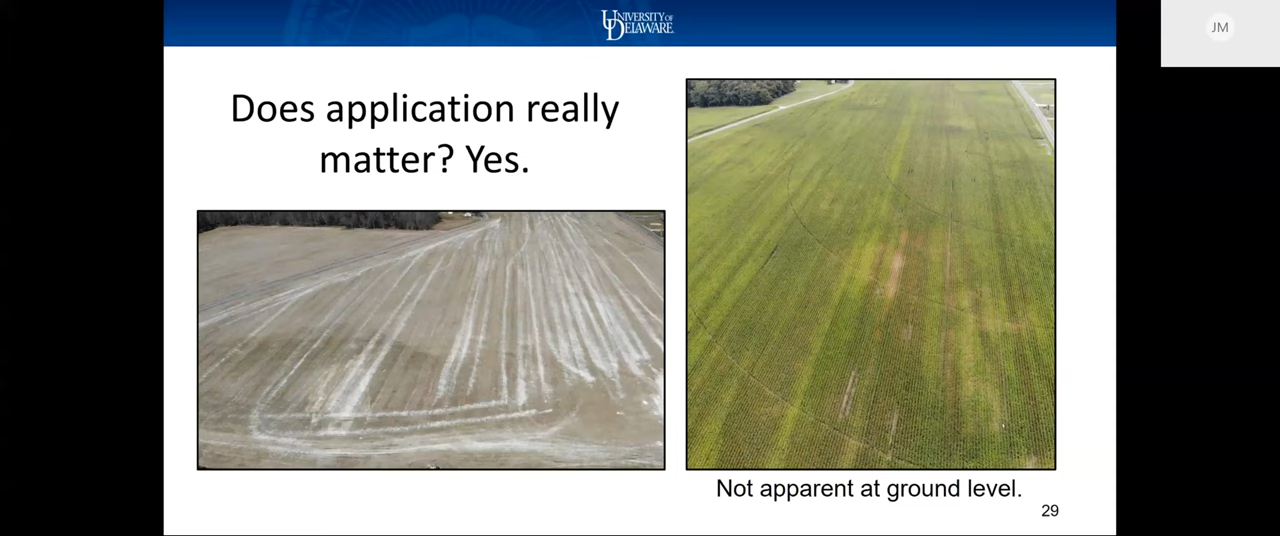 UNIVERSITY OF
DELAWARE
JM
Does application really
matter? Yes.
Not apparent at ground level.
29